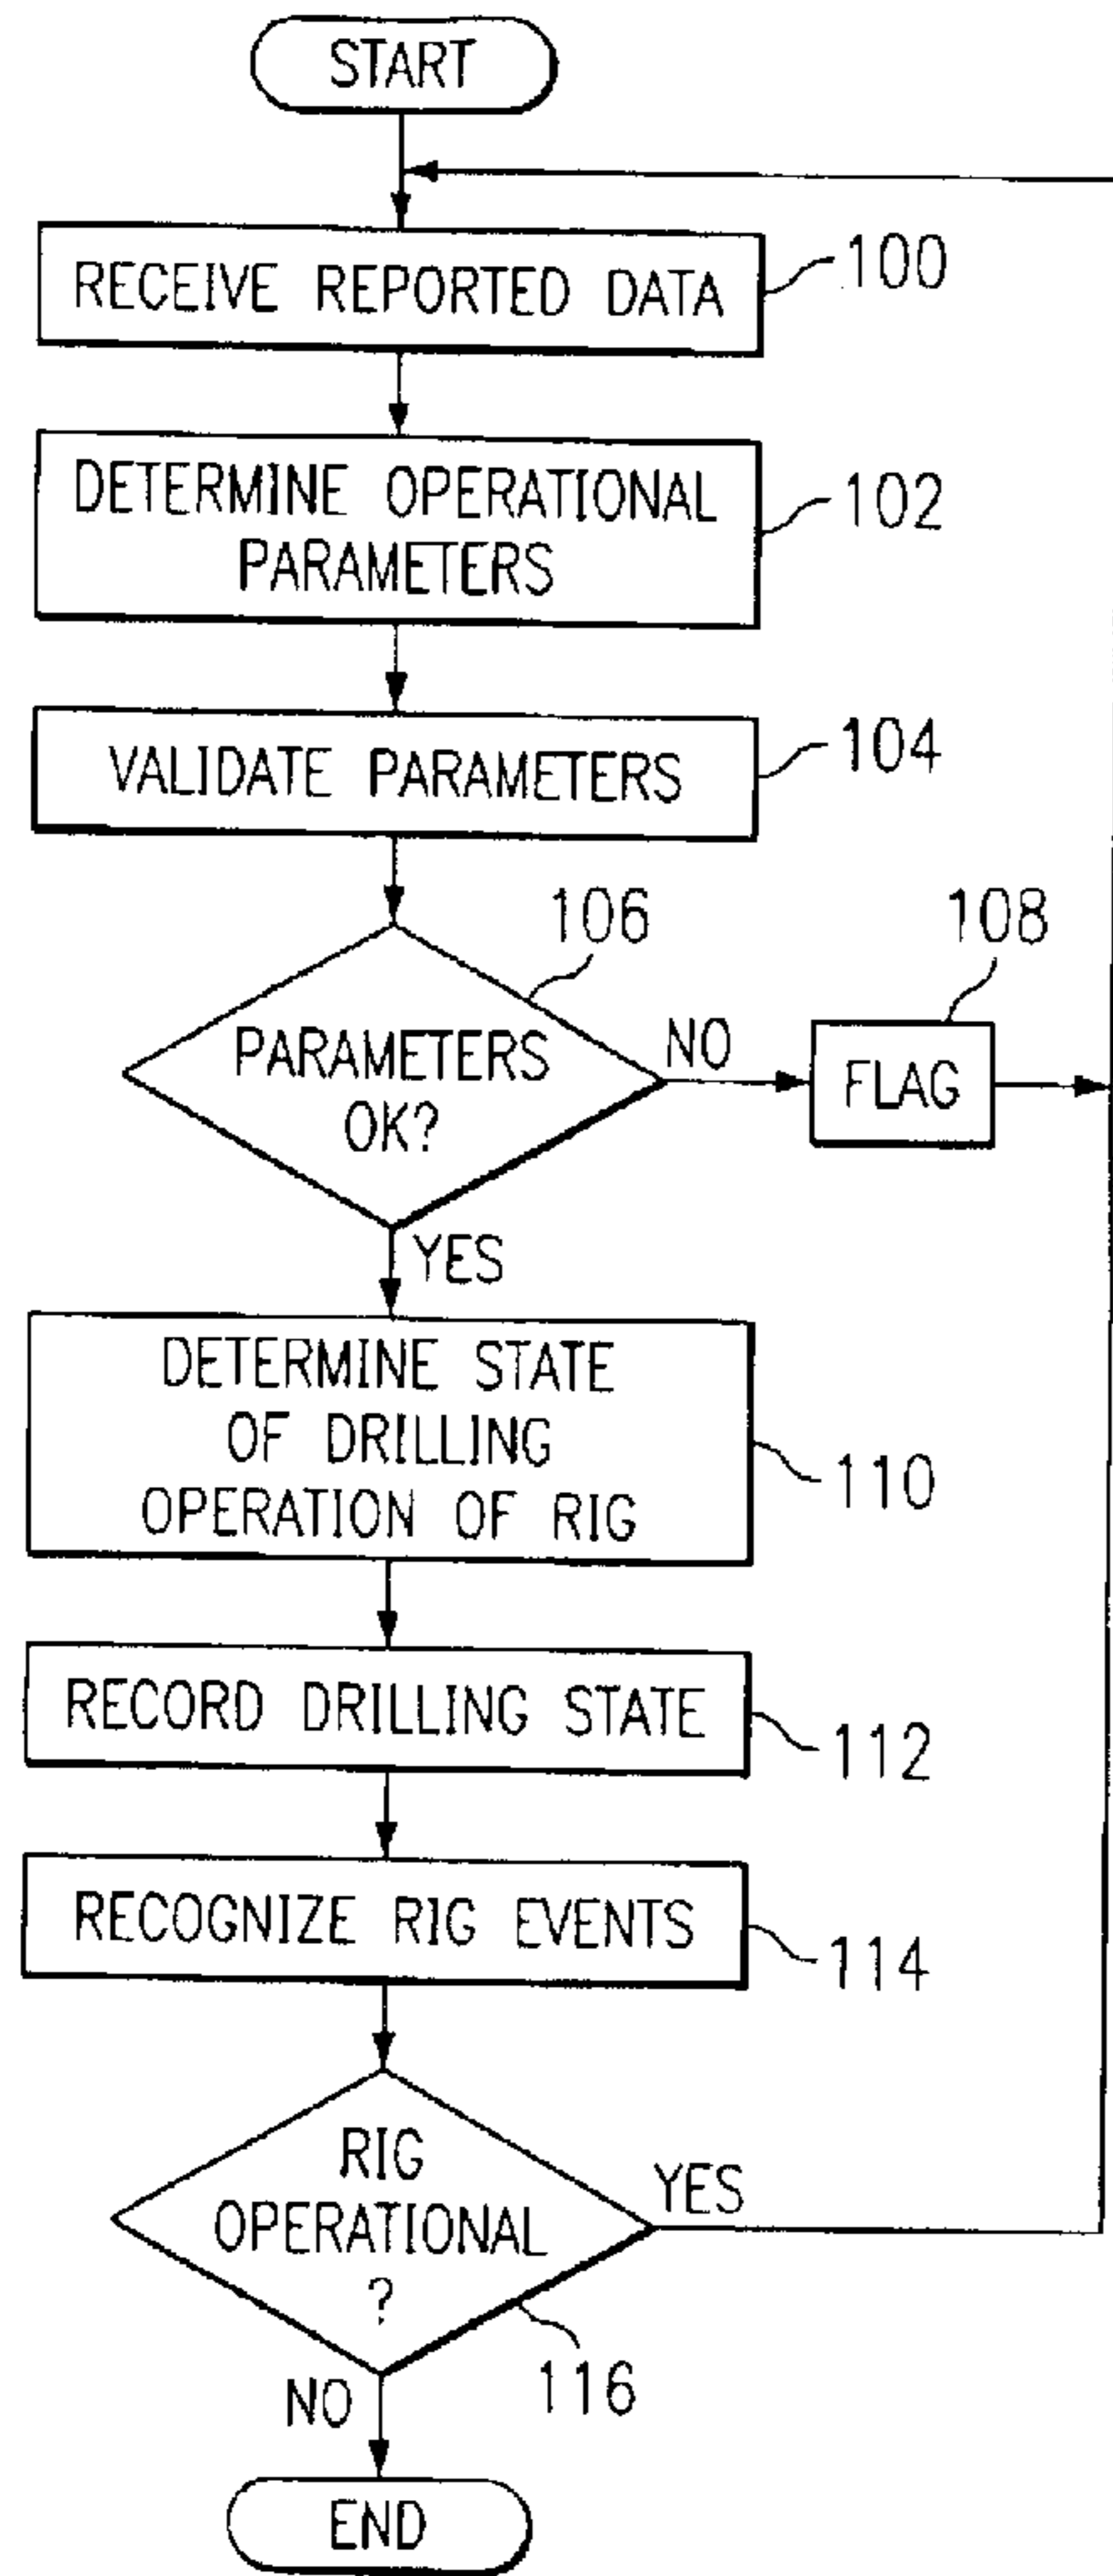 START
RECEIVE REPORTED DATA
100
DETERMINE OPERATIONAL
PARAMETERS
102
VALIDATE PARAMETERS
104
106
108
PARAMETERS
OK?
NO
FLAG
YES
DETERMINE STATE
OF DRILLING
OPERATION OF RIG
110
RECORD DRILLING STATE
112
RECOGNIZE RIG EVENTS
114
RIG
OPERATIONAL
?
YES
116
NO
END